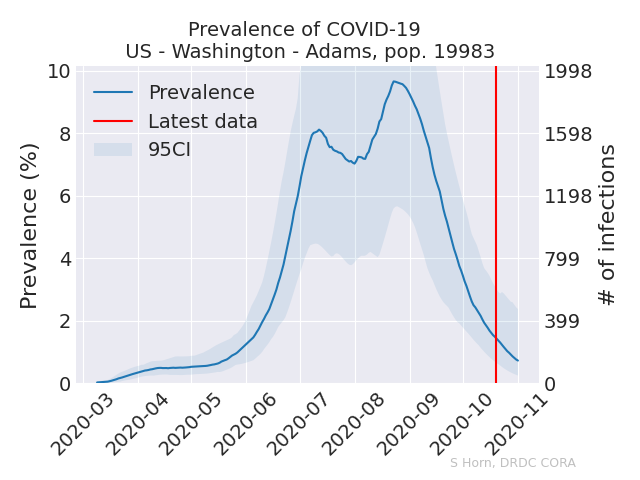 Prevalence of COVID-19
US - Washington - Adams, pop. 19983
Prevalence
Latest data
95CI
Prevalence (%)
10
8
6
4
2
0
1998
1598
1198
799
399
0
# of infections
2020-03
2020-04
2020-05
2020-06
2020-07
2020-08
2020-09
2020-10
2020-11
S Horn, DRDC CORA